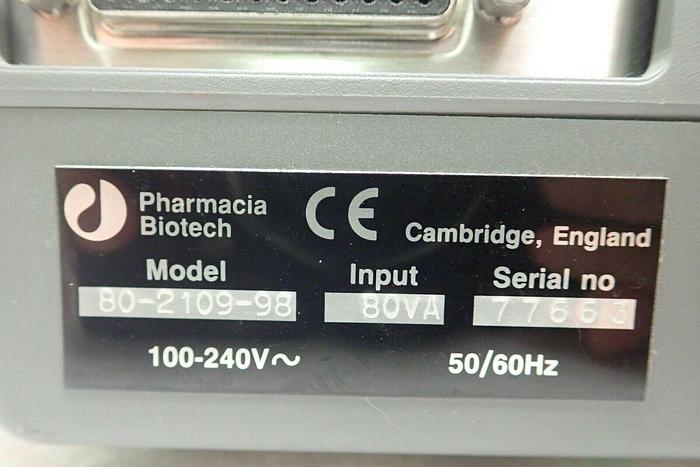 Pharmacia
Biotech
CE
Cambridge, England
Model Input Serial no
80-2109-98 80VA 77663
100-240V~ 50/60Hz